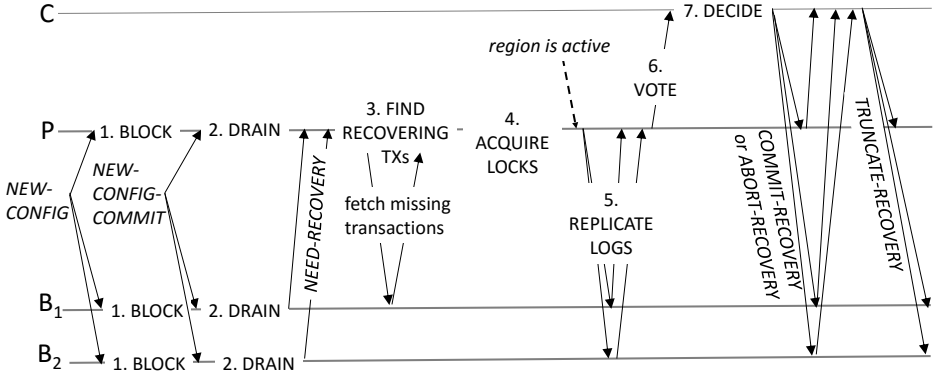 C
7. DECIDE
region is active
6.
VOTE
3. FIND
RECOVERING
TXs
P
1. BLOCK
2. DRAIN
4.
ACQUIRE
LOCKS
NEW-
CONFIG
NEW-
CONFIG-
COMMIT
NEED-RECOVERY
fetch missing
transactions
5.
REPLICATE
LOGS
COMMIT-RECOVERY
or ABORT-RECOVERY
TRUNCATE-RECOVERY
B1
1. BLOCK
2. DRAIN
B2
1. BLOCK
2. DRAIN